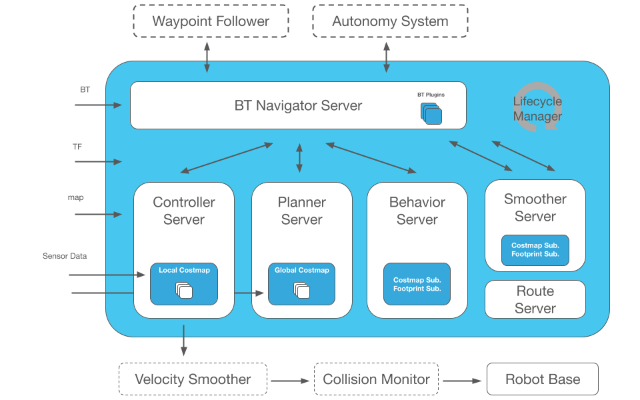 Waypoint Follower
Autonomy System
BT
BT Plugins
BT Navigator Server
Lifecycle
Manager
TF
map
Sensor Data
Controller
Server
Local Costmap
Planner
Server
Global Costmap
Behavior
Server
Costmap Sub.
Footprint Sub.
Smoother
Server
Costmap Sub.
Footprint Sub.
Route
Server
Velocity Smoother
Collision Monitor
Robot Base